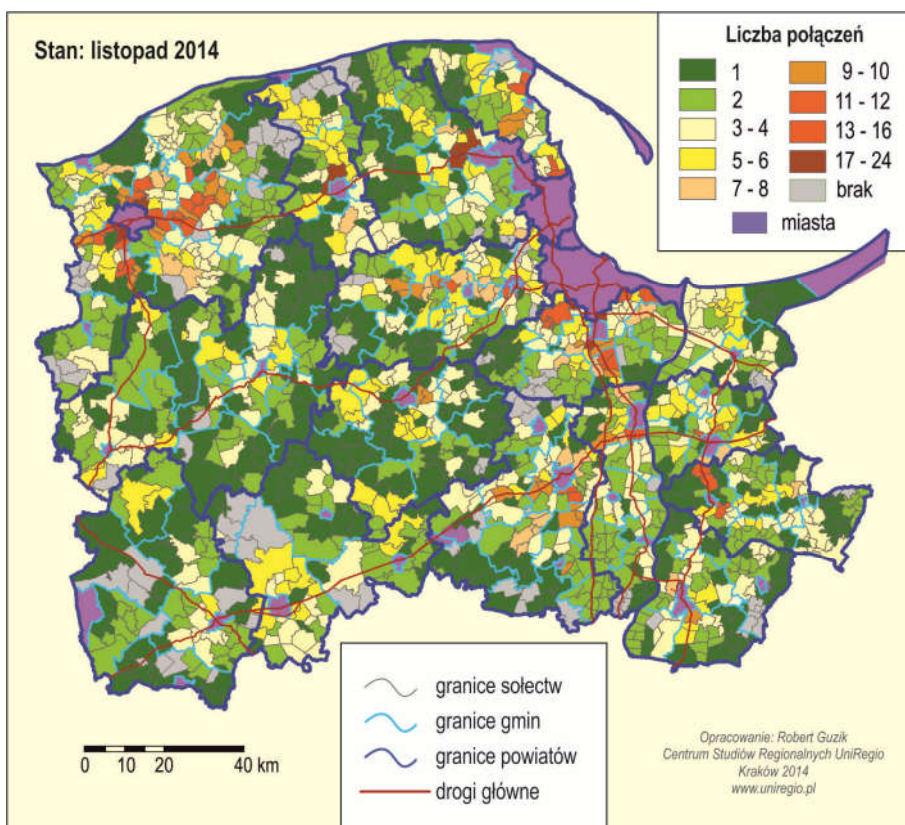 Stan: listopad 2014
Liczba połączeń
1
2
3 - 4
5 - 6
7 - 8
9 - 10
11 - 12
13 - 16
17 - 24
brak
miasta
granice sołectw
granice gmin
granice powiatów
drogi główne
0 10 20 40 km
Opracowanie: Robert Guzik
Centrum Studiów Regionalnych UniRegio
Kraków 2014
www.uniregio.pl